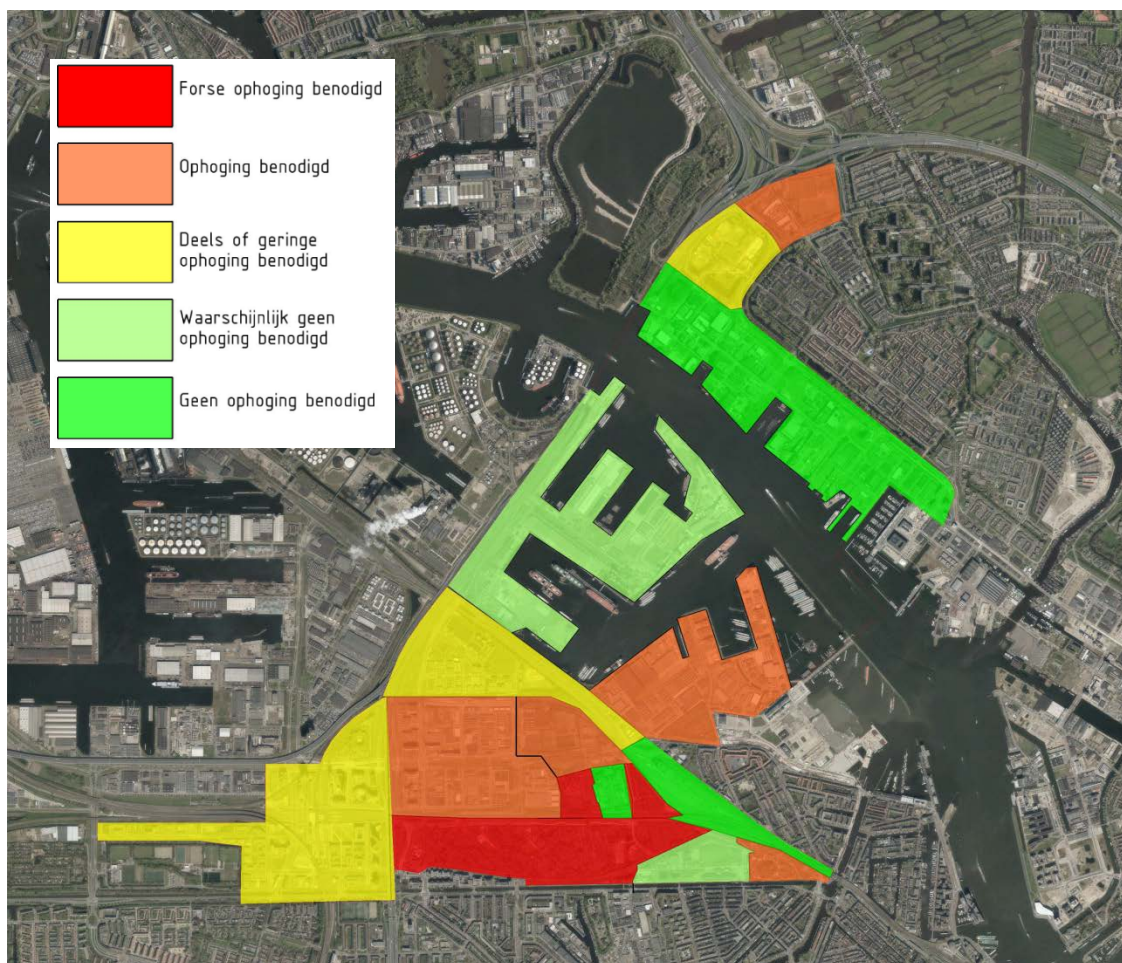 Forse ophoging benodigd
Ophoging benodigd
Deels of geringe
ophoging benodigd
Waarschijnlijk geen
ophoging benodigd
Geen ophoging benodigd